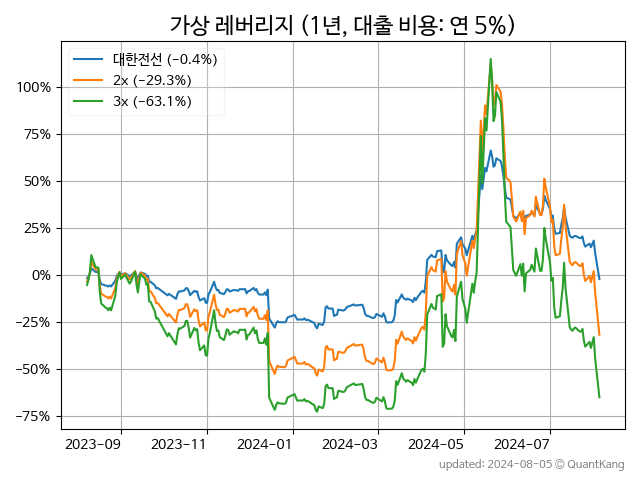 가상 레버리지 (1년, 대출 비용: 연 5%)
대한전선 (−0.4%)
2x (−29.3%)
3x (−63.1%)
100%
75%
50%
25%
0%
−25%
−50%
−75%
2023-09 2023-11 2024-01 2024-03 2024-05 2024-07
updated: 2024-08-05 © QuantKang